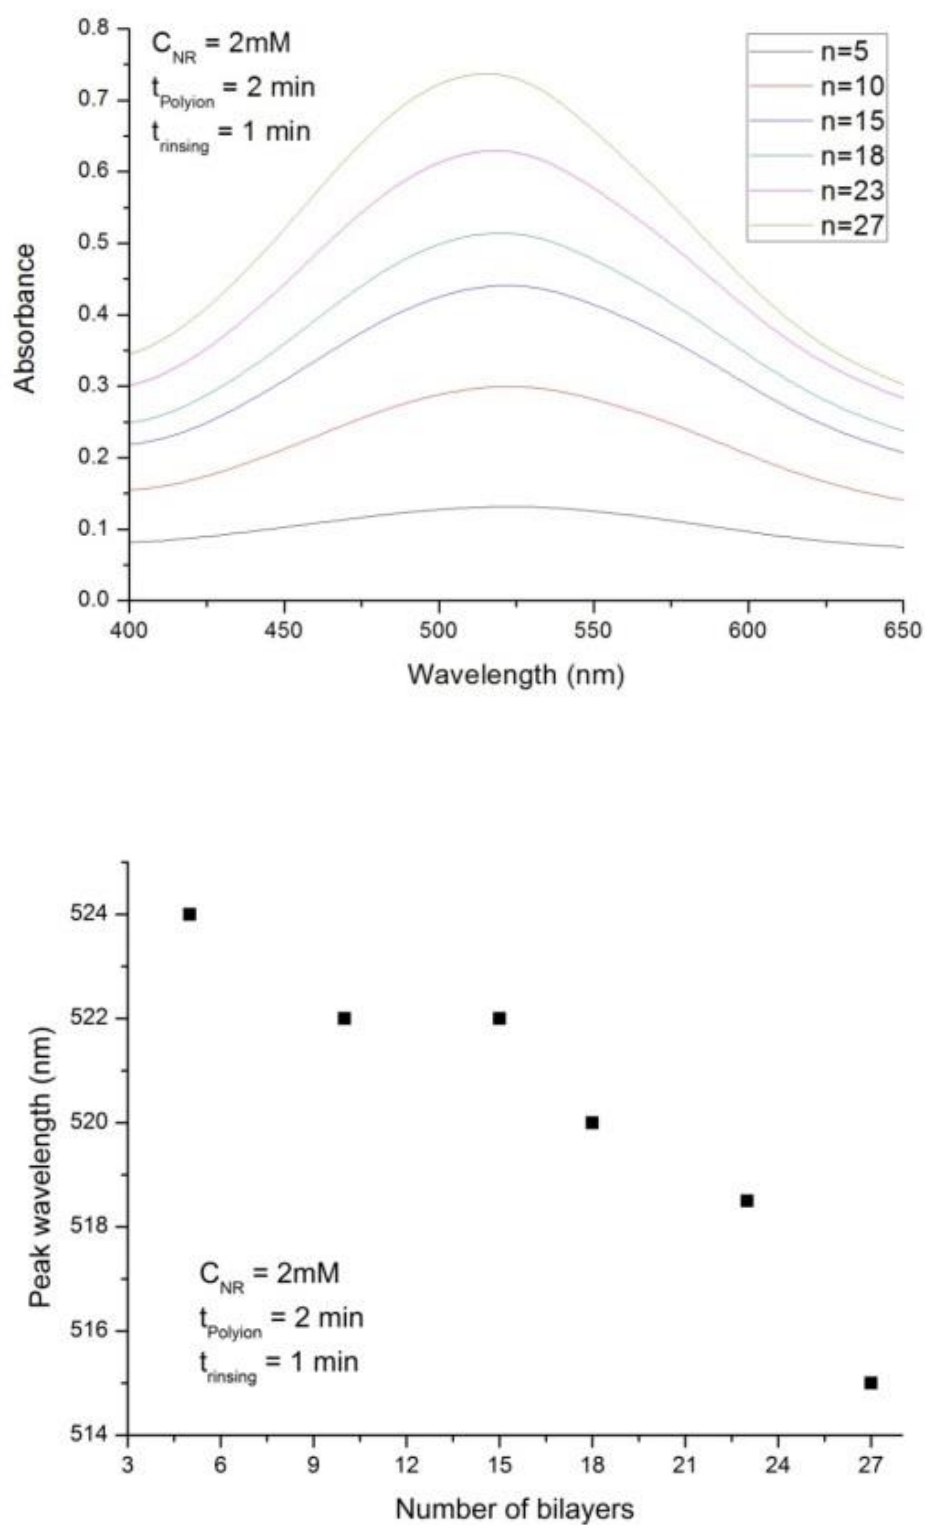 0.8
0.7
0.6
0.5
0.4
0.3
0.2
0.1
0.0
Absorbance
C_NR = 2mM
t_Polyion = 2 min
t_rinsing = 1 min
n=5
n=10
n=15
n=18
n=23
n=27
400 450 500 550 600 650
Wavelength (nm)
524
522
520
518
516
514
Peak wavelength (nm)
C_NR = 2mM
t_Polyion = 2 min
t_rinsing = 1 min
3 6 9 12 15 18 21 24 27
Number of bilayers